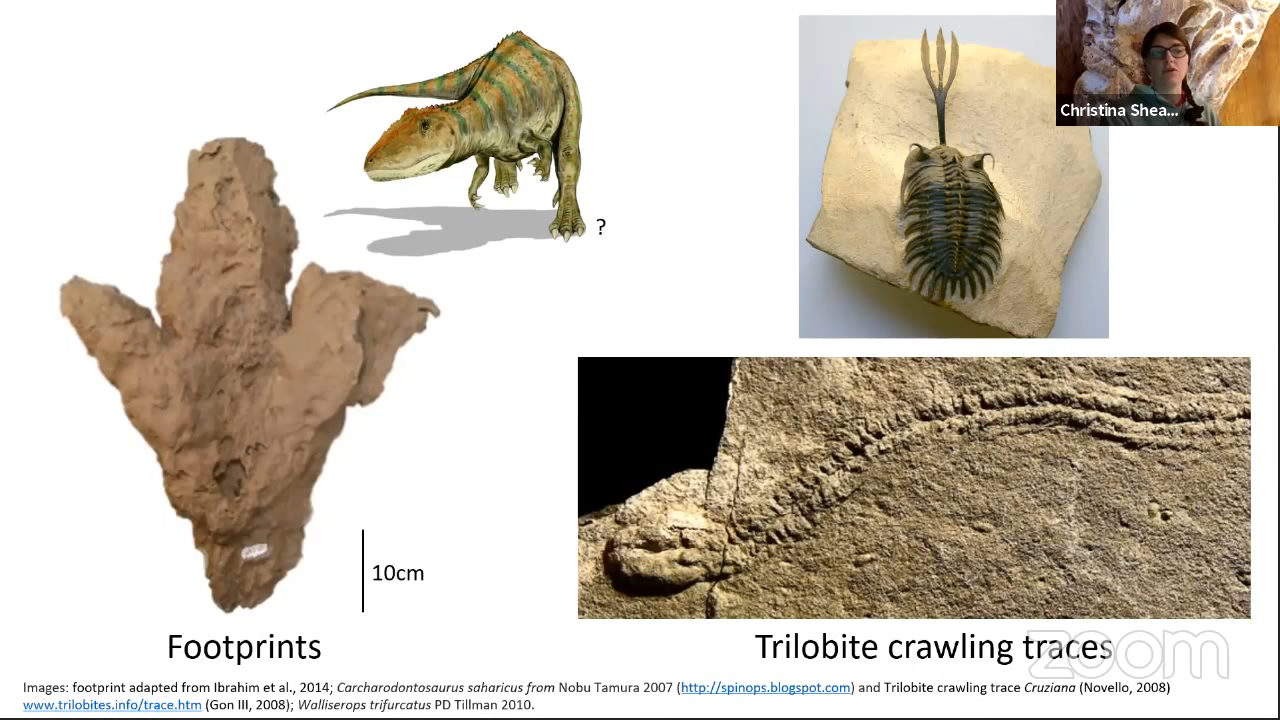 Christina Shea...
?
10cm
Footprints
Trilobite crawling traces
zoom
Images: footprint adapted from Ibrahim et al., 2014; Carcharodontosaurus saharicus from Nobu Tamura 2007 (http://spinops.blogspot.com) and Trilobite crawling trace Cruziana (Novello, 2008)
www.trilobites.info/trace.htm (Gon III, 2008); Walliserops trifurcatus PD Tillman 2010.